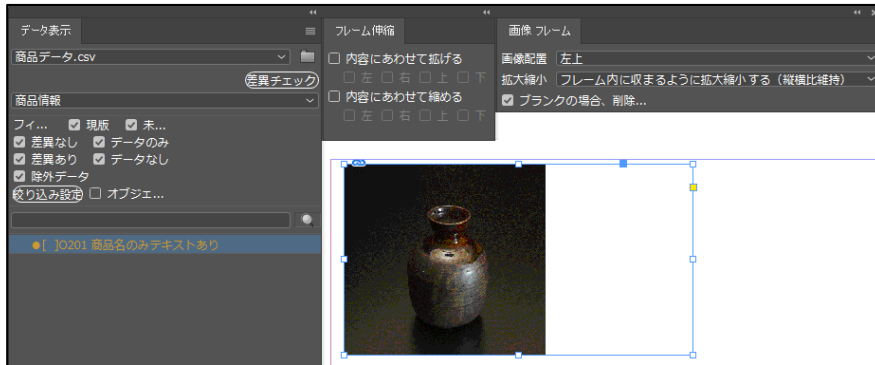 データ表示
商品データ.csv
差異チェック
商品情報
フィ... 現版 未...
差異なし データのみ
差異あり データなし
除外データ
絞り込み設定 オブジェ...
●[ ]O201 商品名のみテキストあり
フレーム伸縮
内容にあわせて拡げる
左 右 上 下
内容にあわせて縮める
左 右 上 下
画像 フレーム
画像配置 左上
拡大縮小 フレーム内に収まるように拡大縮小する（縦横比維持）
ブランクの場合、削除...